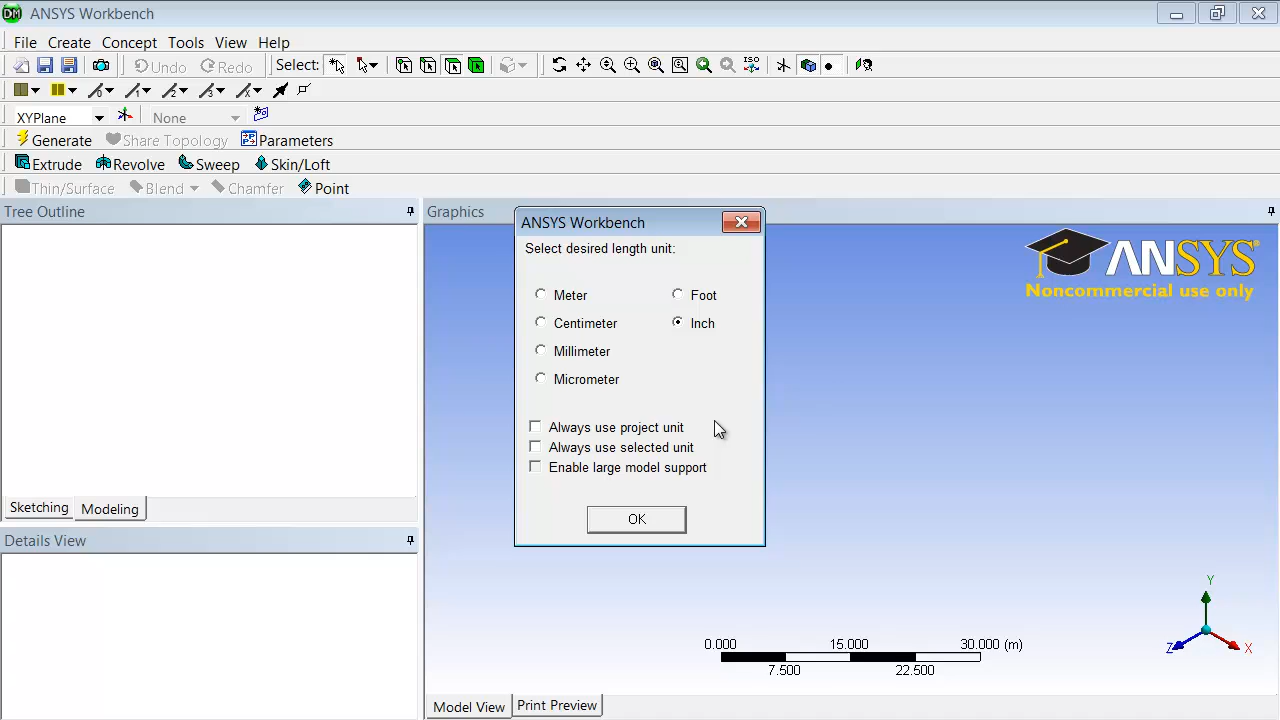 DM ANSYS Workbench
File Create Concept Tools View Help
Undo Redo Select: ISO
XYPlane None
Generate Share Topology Parameters
Extrude Revolve Sweep Skin/Loft
Thin/Surface Blend Chamfer Point
Tree Outline
Graphics
ANSYS Workbench
Select desired length unit:
Meter Foot
Centimeter Inch
Millimeter
Micrometer
Always use project unit
Always use selected unit
Enable large model support
OK
ANSYS
Noncommercial use only
Sketching Modeling
Details View
Y
Z X
0.000 15.000 30.000 (m)
7.500 22.500
Model View Print Preview